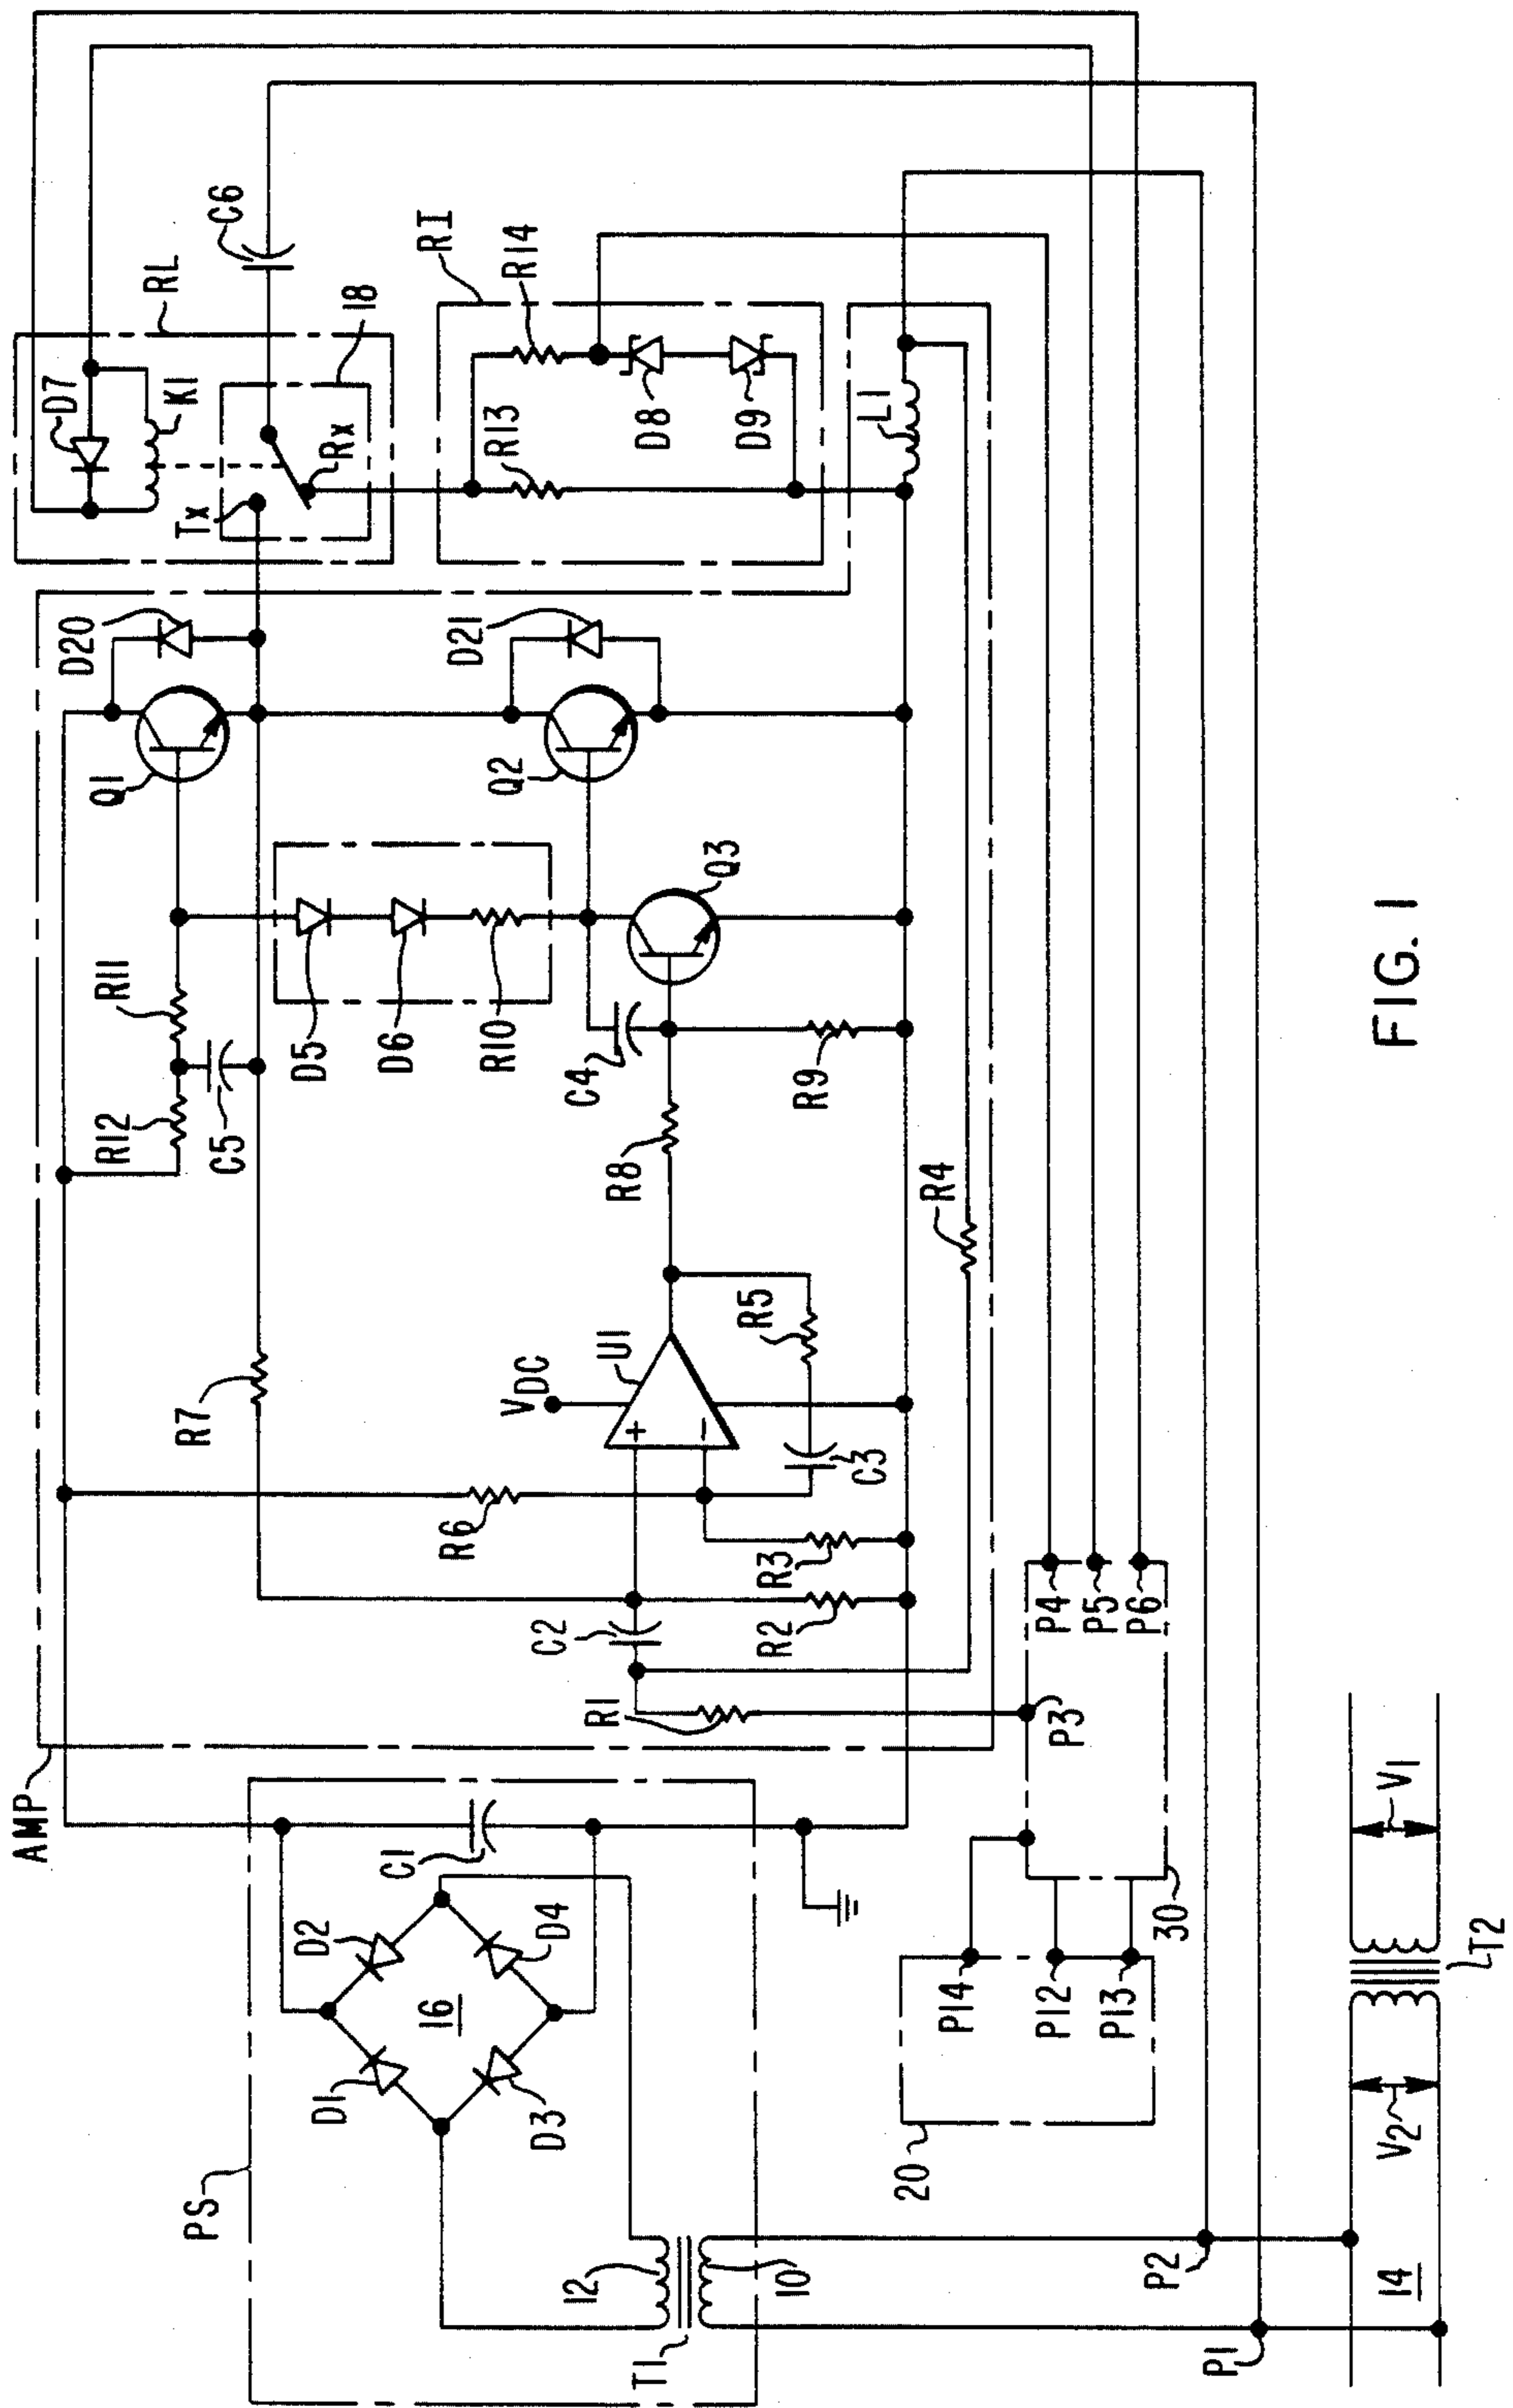 AMP
PS
D1
D2
D3
D4
16
C1
12
10
T1
R12
R11
C5
R7
R6
VDC
U1
+
−
R5
C3
R3
R2
C2
R1
R8
C4
R9
R4
D5
D6
R10
Q1
Q2
Q3
D20
D21
RL
D7
K1
18
Tx
Rx
C6
RI
R13
R14
D8
D9
L1
P3
P4
P5
P6
30
P14
P12
P13
20
P2
P1
14
V2
V1
T2
FIG. 1